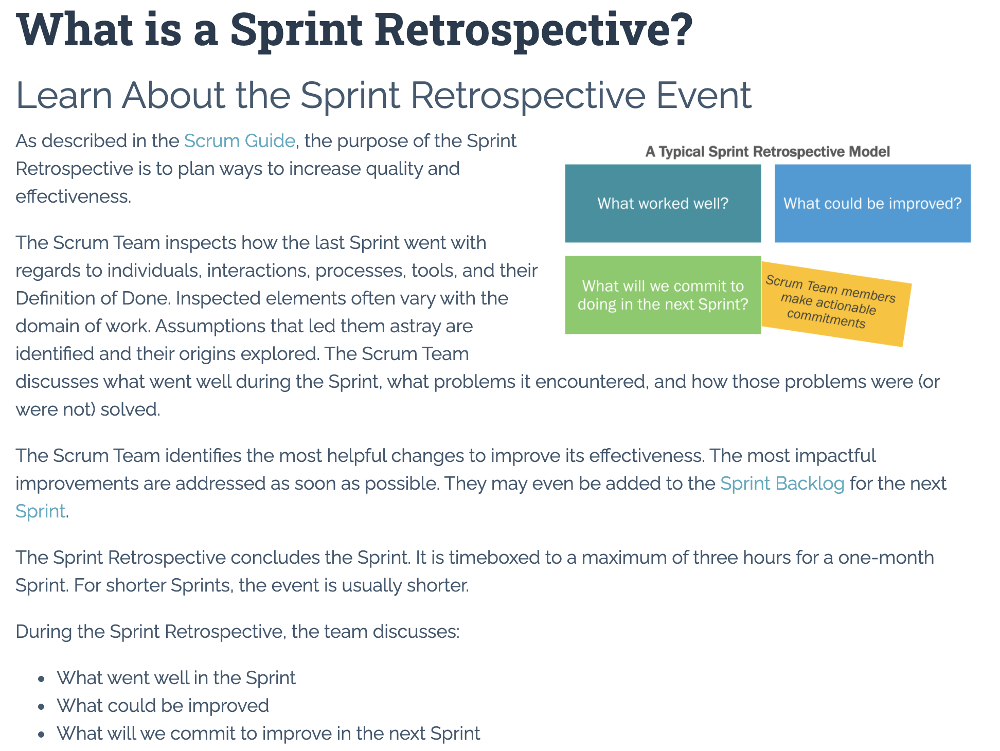 What is a Sprint Retrospective?
Learn About the Sprint Retrospective Event
As described in the Scrum Guide, the purpose of the Sprint
Retrospective is to plan ways to increase quality and
effectiveness.
The Scrum Team inspects how the last Sprint went with
regards to individuals, interactions, processes, tools, and their
Definition of Done. Inspected elements often vary with the
domain of work. Assumptions that led them astray are
identified and their origins explored. The Scrum Team
discusses what went well during the Sprint, what problems it encountered, and how those problems were (or
were not) solved.
A Typical Sprint Retrospective Model
What worked well?
What could be improved?
What will we commit to
doing in the next Sprint?
Scrum Team members
make actionable
commitments
The Scrum Team identifies the most helpful changes to improve its effectiveness. The most impactful
improvements are addressed as soon as possible. They may even be added to the Sprint Backlog for the next
Sprint.
The Sprint Retrospective concludes the Sprint. It is timeboxed to a maximum of three hours for a one-month
Sprint. For shorter Sprints, the event is usually shorter.
During the Sprint Retrospective, the team discusses:
• What went well in the Sprint
• What could be improved
• What will we commit to improve in the next Sprint